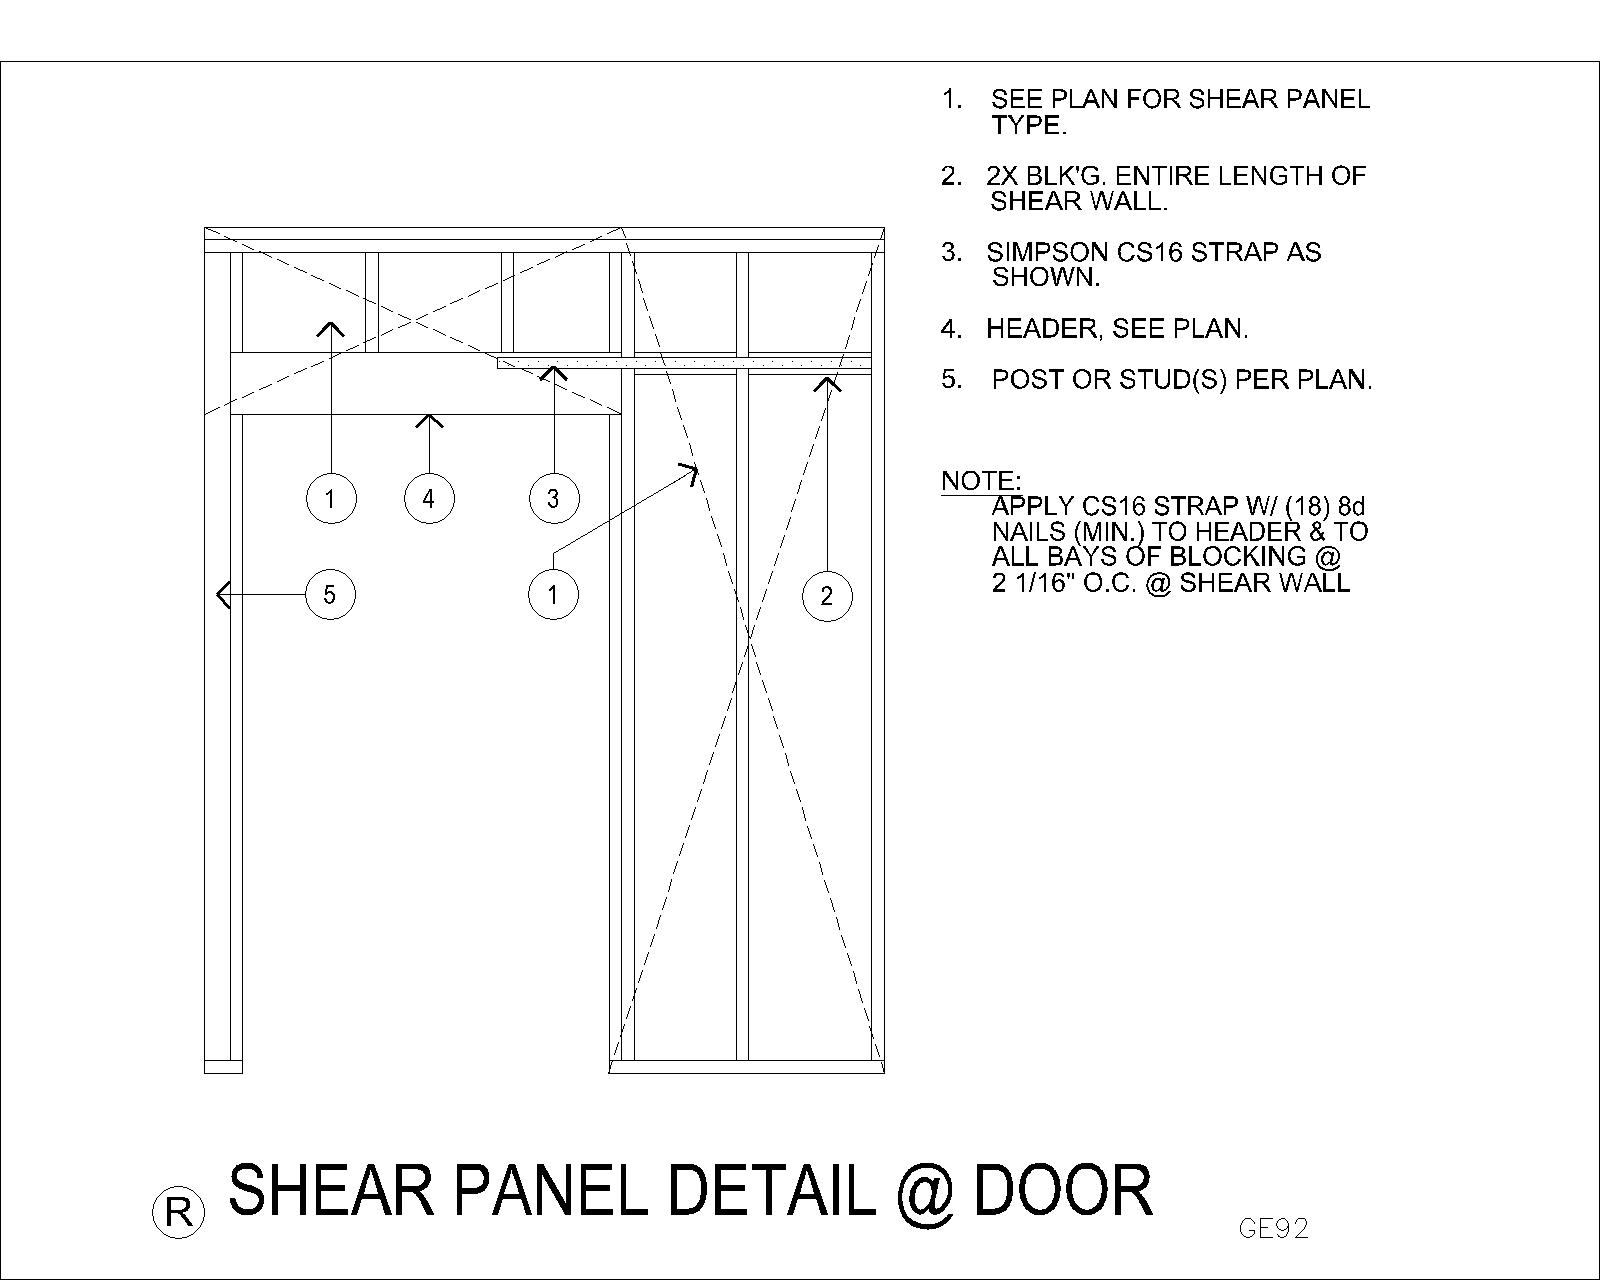 1. SEE PLAN FOR SHEAR PANEL
TYPE.
2. 2X BLK'G. ENTIRE LENGTH OF
SHEAR WALL.
3. SIMPSON CS16 STRAP AS
SHOWN.
4. HEADER, SEE PLAN.
5. POST OR STUD(S) PER PLAN.
NOTE:
APPLY CS16 STRAP W/ (18) 8d
NAILS (MIN.) TO HEADER & TO
ALL BAYS OF BLOCKING @
2 1/16" O.C. @ SHEAR WALL
1
4
3
5
1
2
R
SHEAR PANEL DETAIL @ DOOR
GE92